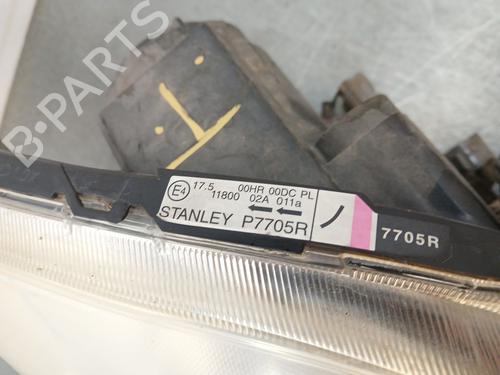 B-PARTS
E4 17.5 00HR 00DC PL
11800 02A 011a
STANLEY P7705R
7705R